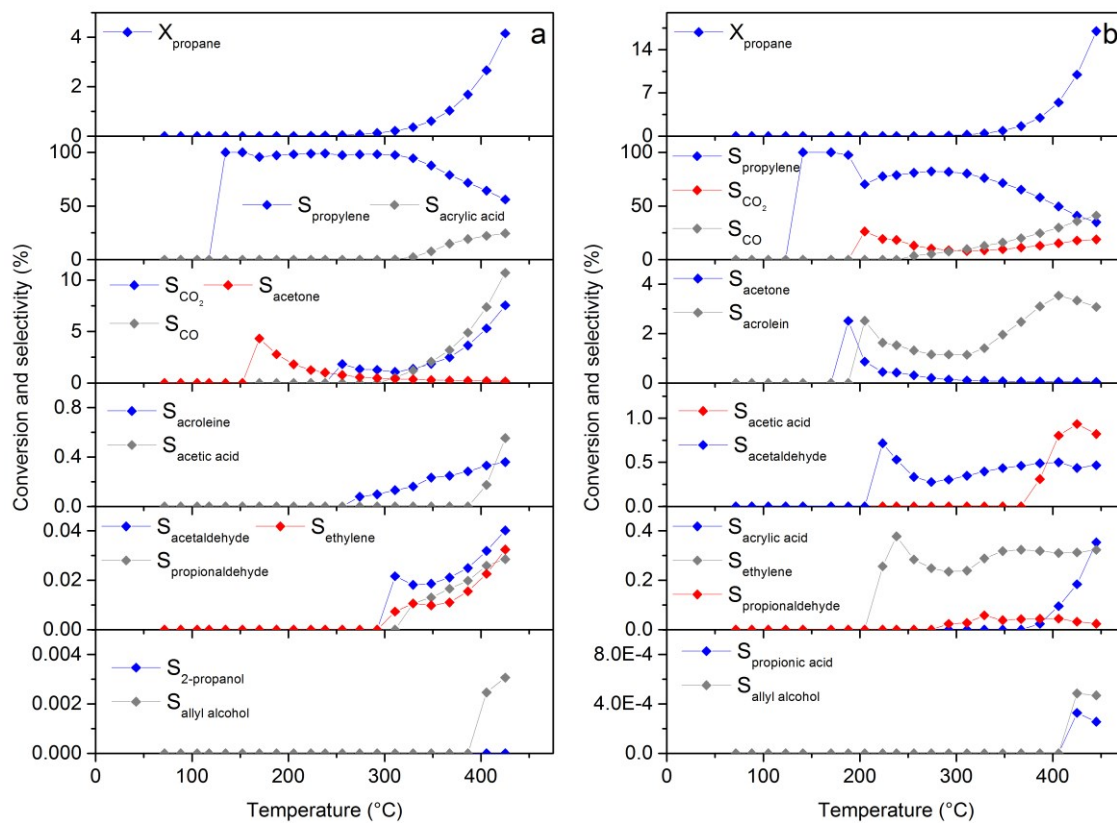 a
X propane
4
2
0
100
50
0
S propylene
S acrylic acid
10
5
0
S CO2
S acetone
S CO
0.8
0.4
0.0
S acroleine
S acetic acid
0.04
0.02
0.00
S acetaldehyde
S ethylene
S propionaldehyde
0.004
0.002
0.000
S 2-propanol
S allyl alcohol
0 100 200 300 400
Temperature (°C)
Conversion and selectivity (%)
b
X propane
14
7
0
100
50
0
S propylene
S CO2
S CO
4
2
0
S acetone
S acrolein
1.0
0.5
0.0
S acetic acid
S acetaldehyde
0.4
0.2
0.0
S acrylic acid
S ethylene
S propionaldehyde
8.0E-4
4.0E-4
0.0
S propionic acid
S allyl alcohol
0 100 200 300 400
Temperature (°C)
Conversion and selectivity (%)